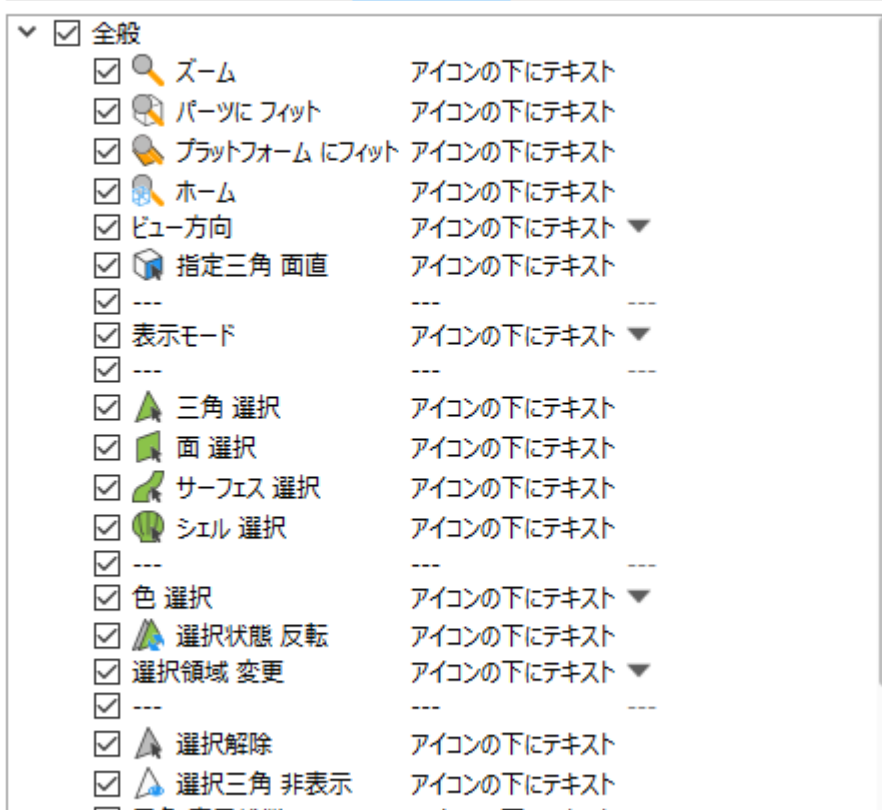 全般
ズーム アイコンの下にテキスト
パーツに フィット アイコンの下にテキスト
プラットフォーム にフィット アイコンの下にテキスト
ホーム アイコンの下にテキスト
ビュー方向 アイコンの下にテキスト
指定三角 面直 アイコンの下にテキスト
--- --- ---
表示モード アイコンの下にテキスト
--- --- ---
三角 選択 アイコンの下にテキスト
面 選択 アイコンの下にテキスト
サーフェス 選択 アイコンの下にテキスト
シェル 選択 アイコンの下にテキスト
--- --- ---
色 選択 アイコンの下にテキスト
選択状態 反転 アイコンの下にテキスト
選択領域 変更 アイコンの下にテキスト
--- --- ---
選択解除 アイコンの下にテキスト
選択三角 非表示 アイコンの下にテキスト